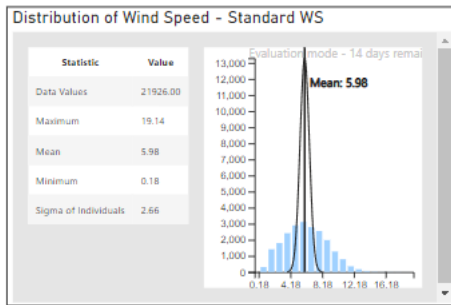 Distribution of Wind Speed - Standard WS
Statistic Value
Data Values 21926.00
Maximum 19.14
Mean 5.98
Minimum 0.18
Sigma of Individuals 2.66
Evaluation mode - 14 days remai
Mean: 5.98
13,000
12,000
11,000
10,000
9,000
8,000
7,000
6,000
5,000
4,000
3,000
2,000
1,000
0
0.18 4.18 8.18 12.18 16.18